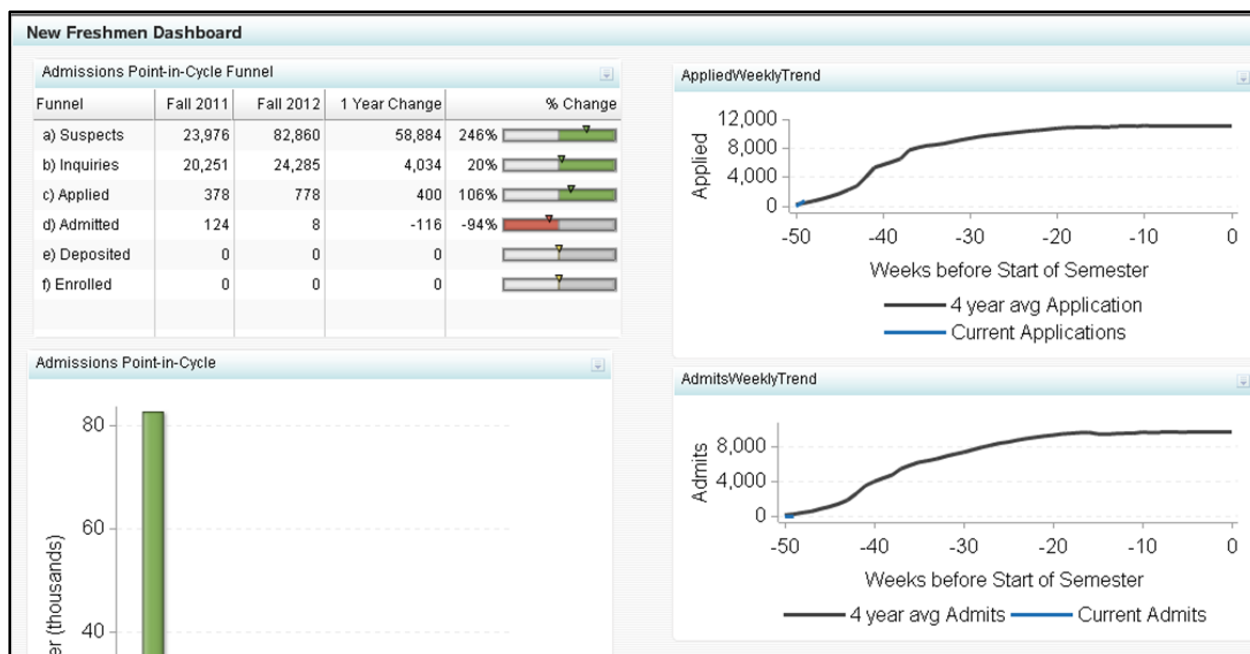 New Freshmen Dashboard
Admissions Point-in-Cycle Funnel
Funnel Fall 2011 Fall 2012 1 Year Change % Change
a) Suspects 23,976 82,860 58,884 246%
b) Inquiries 20,251 24,285 4,034 20%
c) Applied 378 778 400 106%
d) Admitted 124 8 -116 -94%
e) Deposited 0 0 0
f) Enrolled 0 0 0
Admissions Point-in-Cycle
80
60
40
er (thousands)
AppliedWeeklyTrend
12,000
8,000
4,000
0
Applied
-50 -40 -30 -20 -10 0
Weeks before Start of Semester
4 year avg Application
Current Applications
AdmitsWeeklyTrend
8,000
4,000
0
Admits
-50 -40 -30 -20 -10 0
Weeks before Start of Semester
4 year avg Admits Current Admits